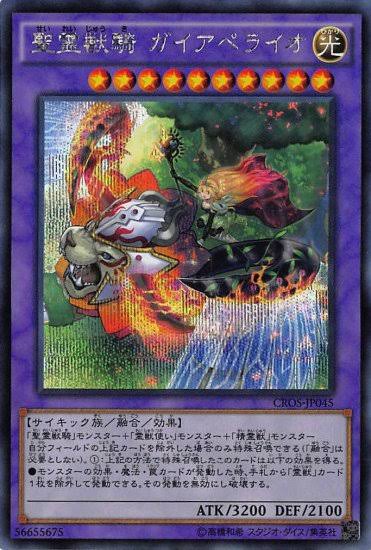 聖霊獣騎 ガイアペライオ
光
CROS-JP045
【サイキック族／融合／効果】
「聖霊獣騎」モンスター＋「霊獣使い」モンスター＋「精霊獣」モンスター
自分フィールドの上記カードを除外した場合のみ特殊召喚できる（「融合」は
必要としない）。①：上記の方法で特殊召喚したこのカードは以下の効果を得る。
●モンスターの効果・魔法・罠カードが発動した時、手札から「霊獣」カード
1枚を除外して発動できる。その発動を無効にし破壊する。
ATK/3200 DEF/2100
56655675
©高橋和希 スタジオ・ダイス/集英社